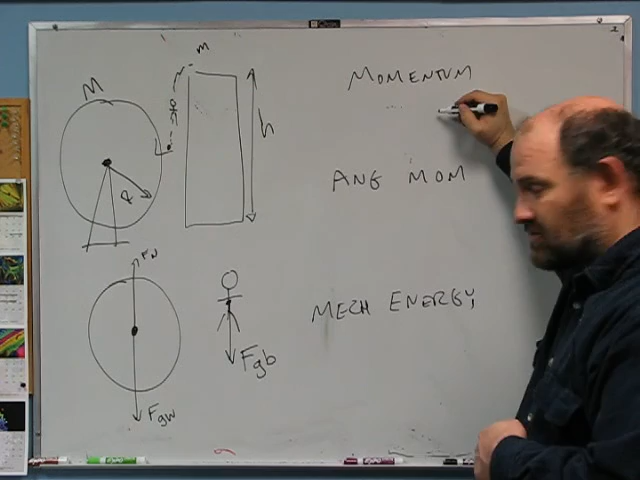 m
M
MOMENTUM
h
R
ANG MOM
FN
MECH ENERGY
Fgb
Fgw